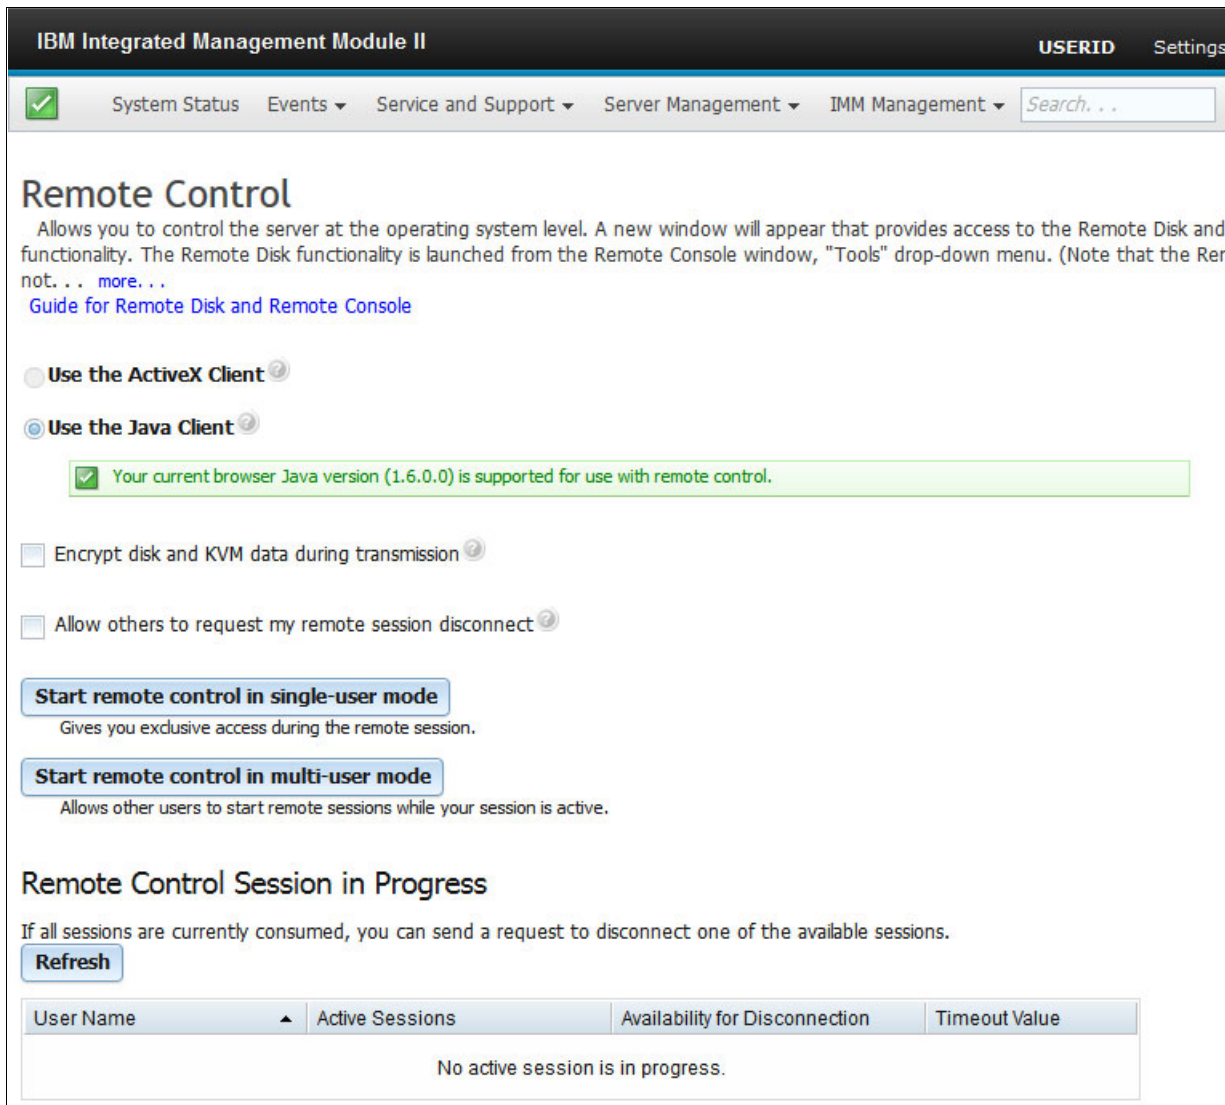 IBM Integrated Management Module II
USERID Settings
System Status Events Service and Support Server Management IMM Management Search. . .
Remote Control
Allows you to control the server at the operating system level. A new window will appear that provides access to the Remote Disk and
functionality. The Remote Disk functionality is launched from the Remote Console window, "Tools" drop-down menu. (Note that the
not. . . more. . .
Guide for Remote Disk and Remote Console
Use the ActiveX Client ?
Use the Java Client ?
Your current browser Java version (1.6.0.0) is supported for use with remote control.
Encrypt disk and KVM data during transmission ?
Allow others to request my remote session disconnect ?
Start remote control in single-user mode
Gives you exclusive access during the remote session.
Start remote control in multi-user mode
Allows other users to start remote sessions while your session is active.
Remote Control Session in Progress
If all sessions are currently consumed, you can send a request to disconnect one of the available sessions.
Refresh
User Name Active Sessions Availability for Disconnection Timeout Value
No active session is in progress.